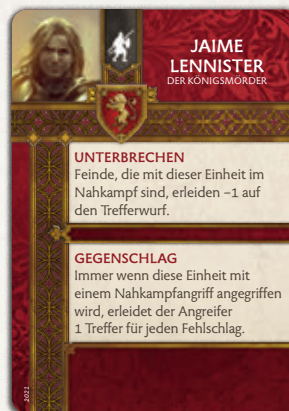 JAIME
LENNISTER
DER KÖNIGSMÖRDER
UNTERBRECHEN
Feinde, die mit dieser Einheit im
Nahkampf sind, erleiden −1 auf
den Trefferwurf.
GEGENSCHLAG
Immer wenn diese Einheit mit
einem Nahkampfangriff angegriffen
wird, erleidet der Angreifer
1 Treffer für jeden Fehlschlag.
2021